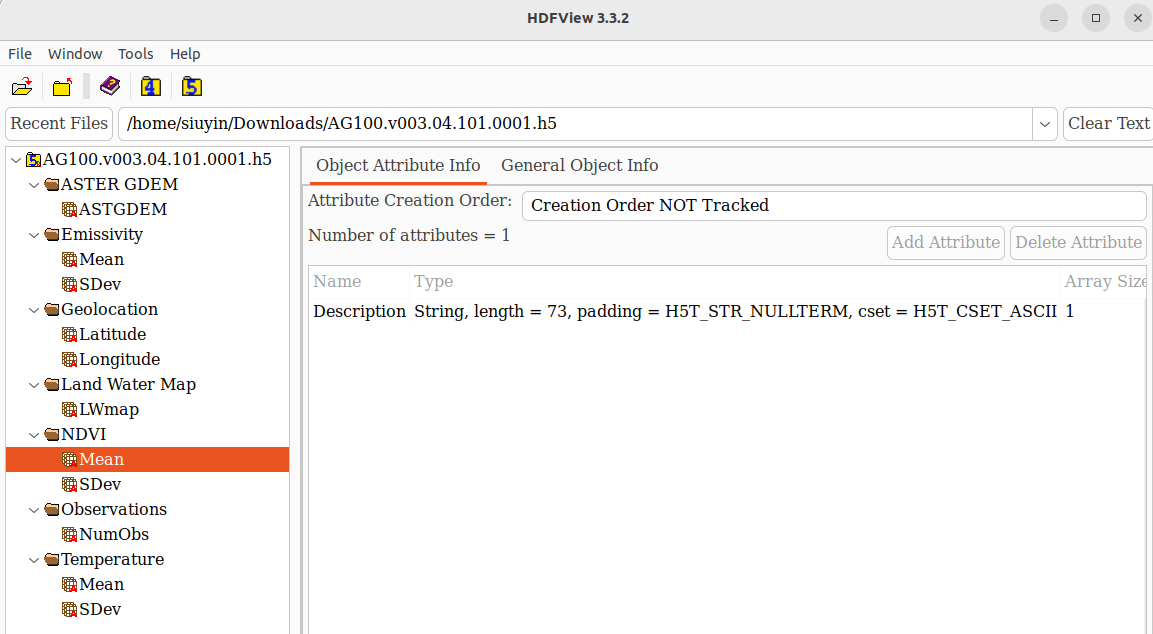 HDFView 3.3.2
File Window Tools Help
4 5
Recent Files /home/siuyin/Downloads/AG100.v003.04.101.0001.h5 Clear Text
5 AG100.v003.04.101.0001.h5
ASTER GDEM
ASTGDEM
Emissivity
Mean
SDev
Geolocation
Latitude
Longitude
Land Water Map
LWmap
NDVI
Mean
SDev
Observations
NumObs
Temperature
Mean
SDev
Object Attribute Info General Object Info
Attribute Creation Order: Creation Order NOT Tracked
Number of attributes = 1
Add Attribute Delete Attribute
Name Type Array Size
Description String, length = 73, padding = H5T_STR_NULLTERM, cset = H5T_CSET_ASCII 1